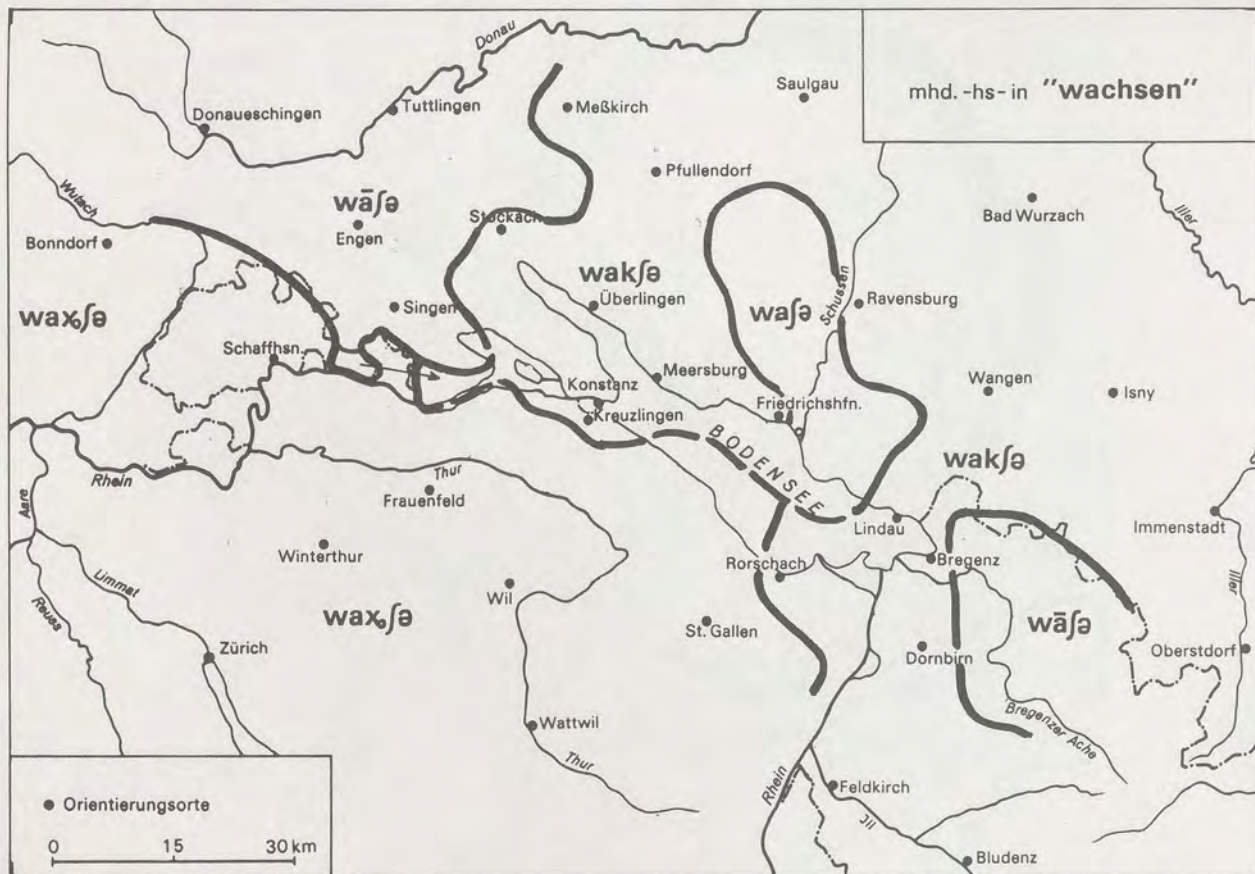 mhd. -hs- in "wachsen"
Donau
Saulgau
Donaueschingen
Tuttlingen
Meßkirch
Pfullendorf
Iller
Wutach
wāʃə
Bad Wurzach
Bonndorf
Engen
Stockach
wakʃə
Überlingen
waʃə
Schussen
Ravensburg
waxʃə
Singen
Schaffhsn.
Meersburg
Konstanz
Kreuzlingen
Friedrichshfn.
Wangen
Isny
BODENSEE
Rhein
Thur
Frauenfeld
wakʃə
Aare
Lindau
Immenstadt
Winterthur
Rorschach
Bregenz
Limmat
Reuss
Wil
waxʃə
St. Gallen
wāʃə
Iller
Zürich
Dornbirn
Oberstdorf
Wattwil
Bregenzer Ache
Thur
Rhein
Feldkirch
Ill
Bludenz
Orientierungsorte
0 15 30 km